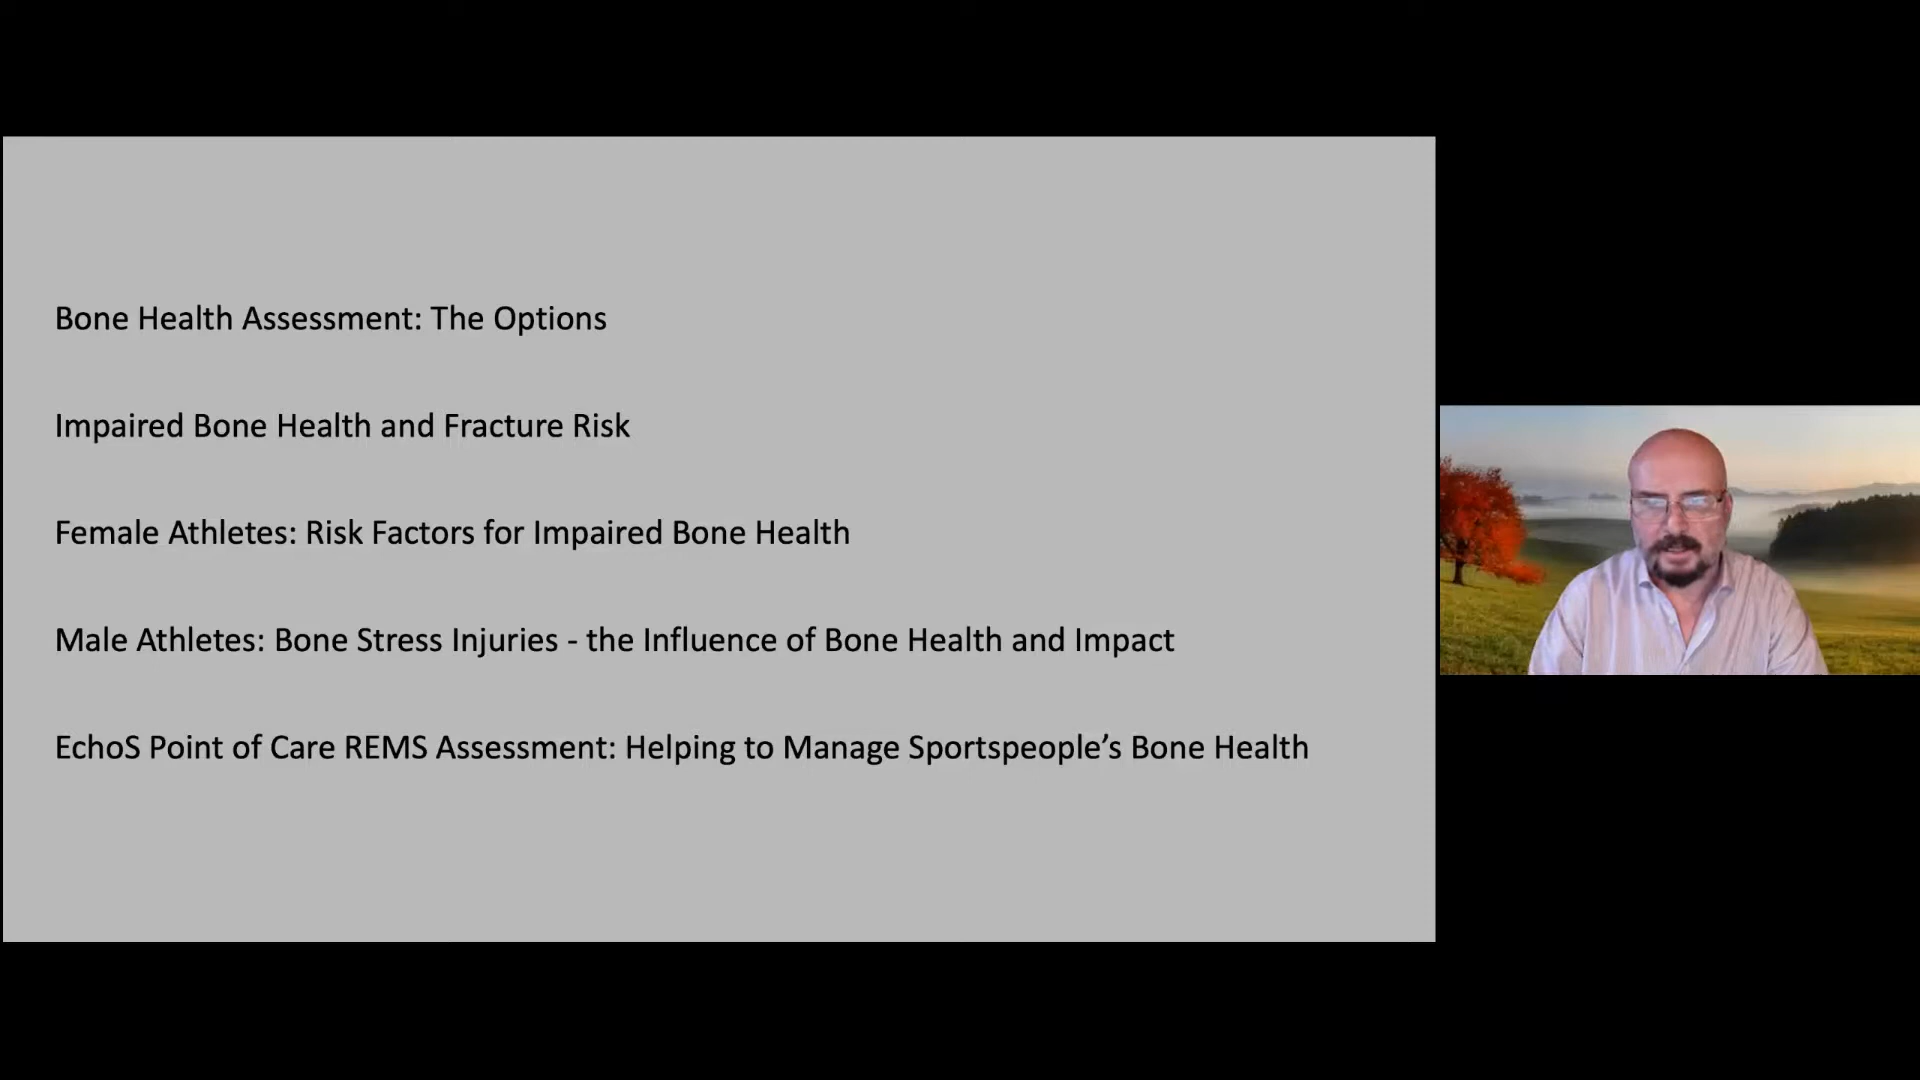 Bone Health Assessment: The Options
Impaired Bone Health and Fracture Risk
Female Athletes: Risk Factors for Impaired Bone Health
Male Athletes: Bone Stress Injuries - the Influence of Bone Health and Impact
EchoS Point of Care REMS Assessment: Helping to Manage Sportspeople’s Bone Health